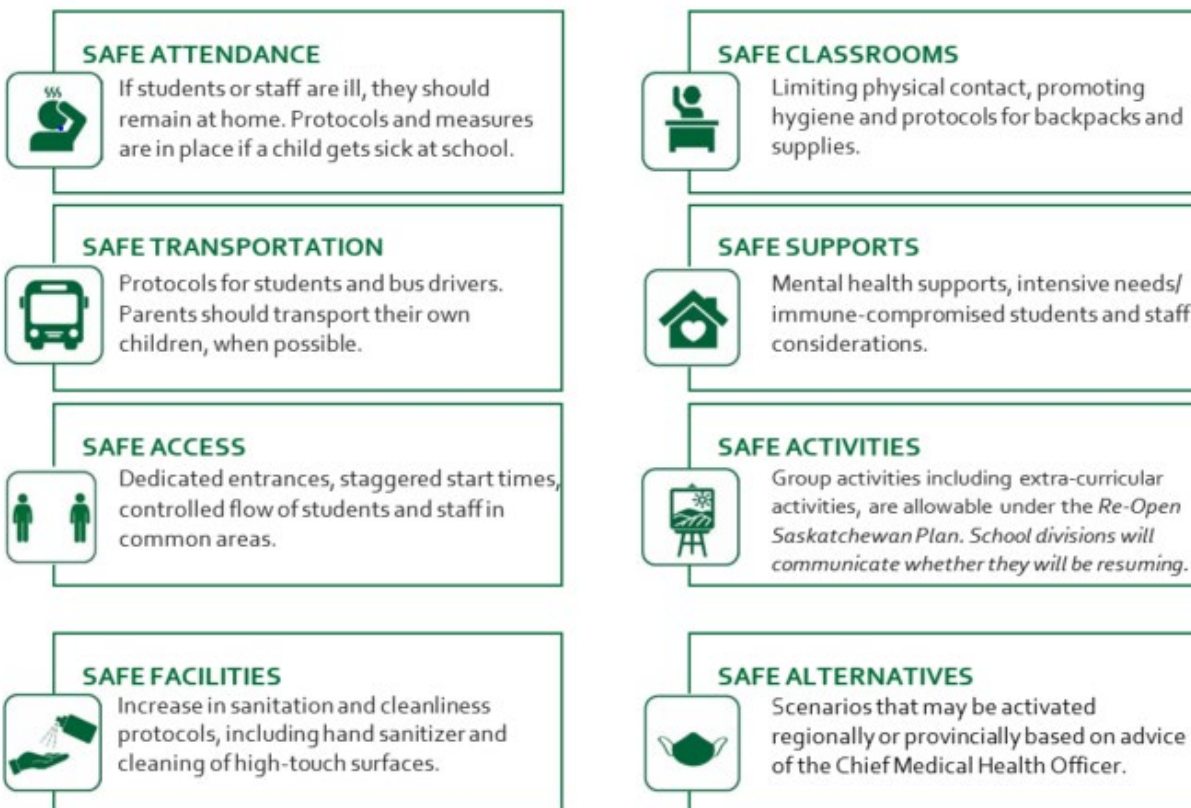 SAFE ATTENDANCE
If students or staff are ill, they should
remain at home. Protocols and measures
are in place if a child gets sick at school.
SAFE TRANSPORTATION
Protocols for students and bus drivers.
Parents should transport their own
children, when possible.
SAFE ACCESS
Dedicated entrances, staggered start times,
controlled flow of students and staff in
common areas.
SAFE FACILITIES
Increase in sanitation and cleanliness
protocols, including hand sanitizer and
cleaning of high-touch surfaces.
SAFE CLASSROOMS
Limiting physical contact, promoting
hygiene and protocols for backpacks and
supplies.
SAFE SUPPORTS
Mental health supports, intensive needs/
immune-compromised students and staff
considerations.
SAFE ACTIVITIES
Group activities including extra-curricular
activities, are allowable under the Re-Open
Saskatchewan Plan. School divisions will
communicate whether they will be resuming.
SAFE ALTERNATIVES
Scenarios that may be activated
regionally or provincially based on advice
of the Chief Medical Health Officer.